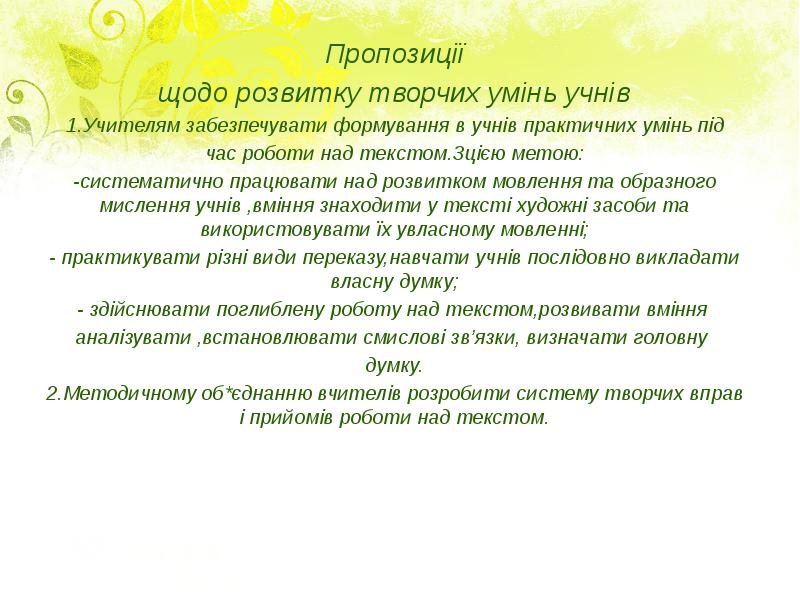 Пропозиції
щодо розвитку творчих умінь учнів
1.Учителям забезпечувати формування в учнів практичних умінь під
час роботи над текстом.Зцією метою:
-систематично працювати над розвитком мовлення та образного
мислення учнів ,вміння знаходити у тексті художні засоби та
використовувати їх увласному мовленні;
- практикувати різні види переказу,навчати учнів послідовно викладати
власну думку;
- здійснювати поглиблену роботу над текстом,розвивати вміння
аналізувати ,встановлювати смислові зв’язки, визначати головну
думку.
2.Методичному об*єднанню вчителів розробити систему творчих вправ
і прийомів роботи над текстом.